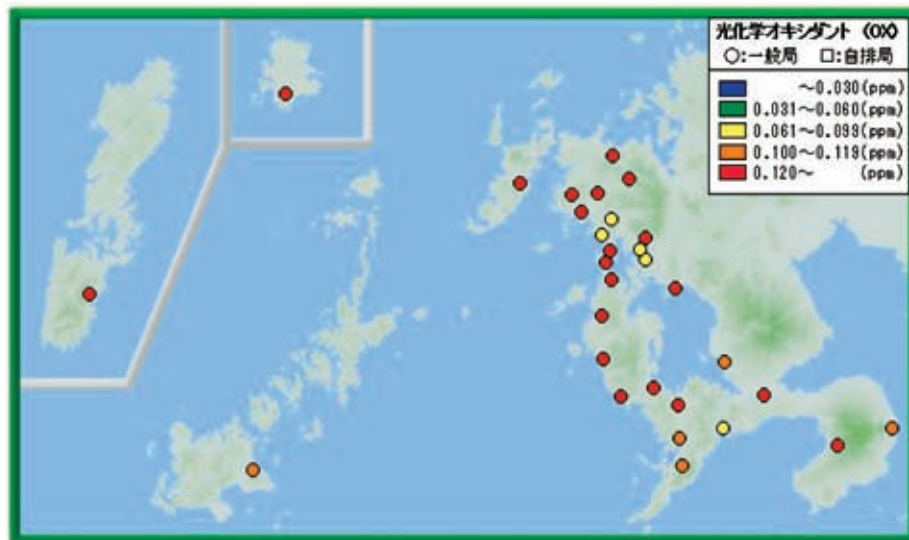 光化学オキシダント (OX)
○:一般局 □:自排局
～0.030(ppm)
0.031～0.060(ppm)
0.061～0.099(ppm)
0.100～0.119(ppm)
0.120～ (ppm)